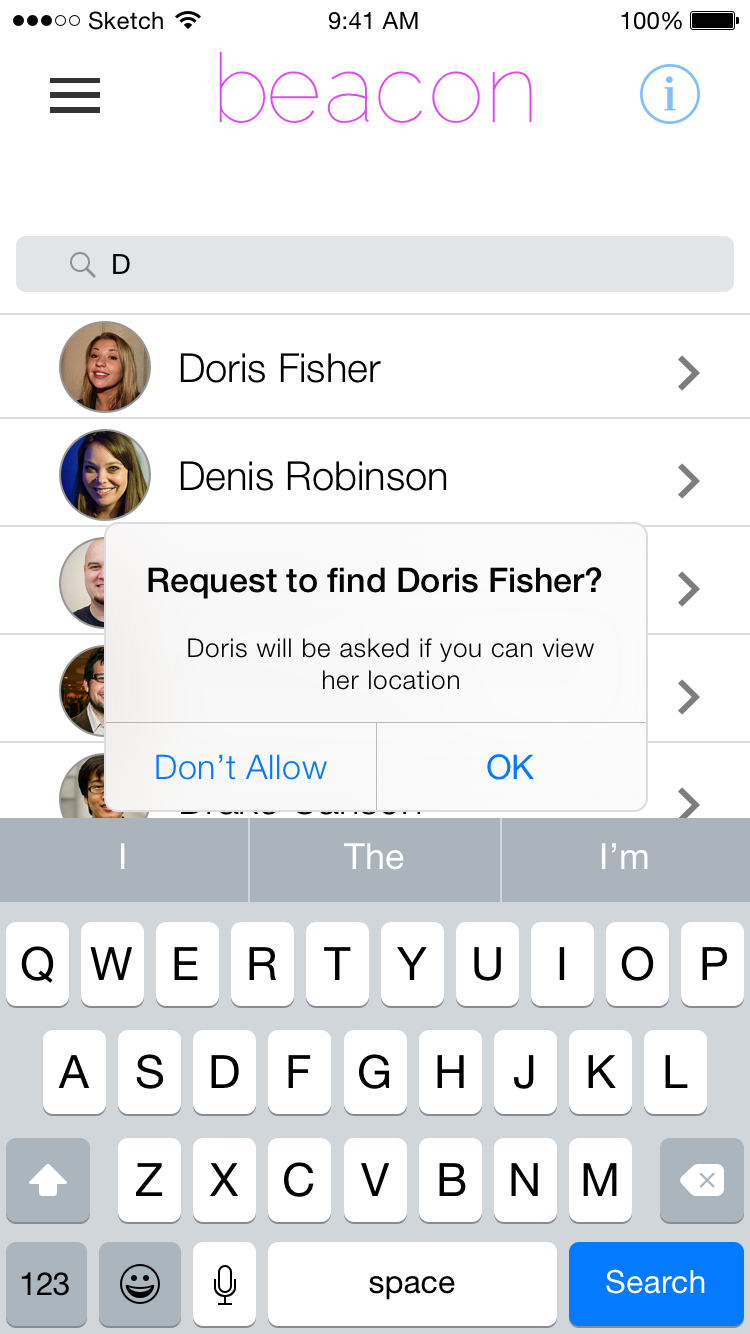 Sketch 9:41 AM 100%
beacon
i
D
Doris Fisher
Denis Robinson
Request to find Doris Fisher?
Doris will be asked if you can view
her location
Don't Allow OK
I The I'm
Q W E R T Y U I O P
A S D F G H J K L
Z X C V B N M
123 space Search